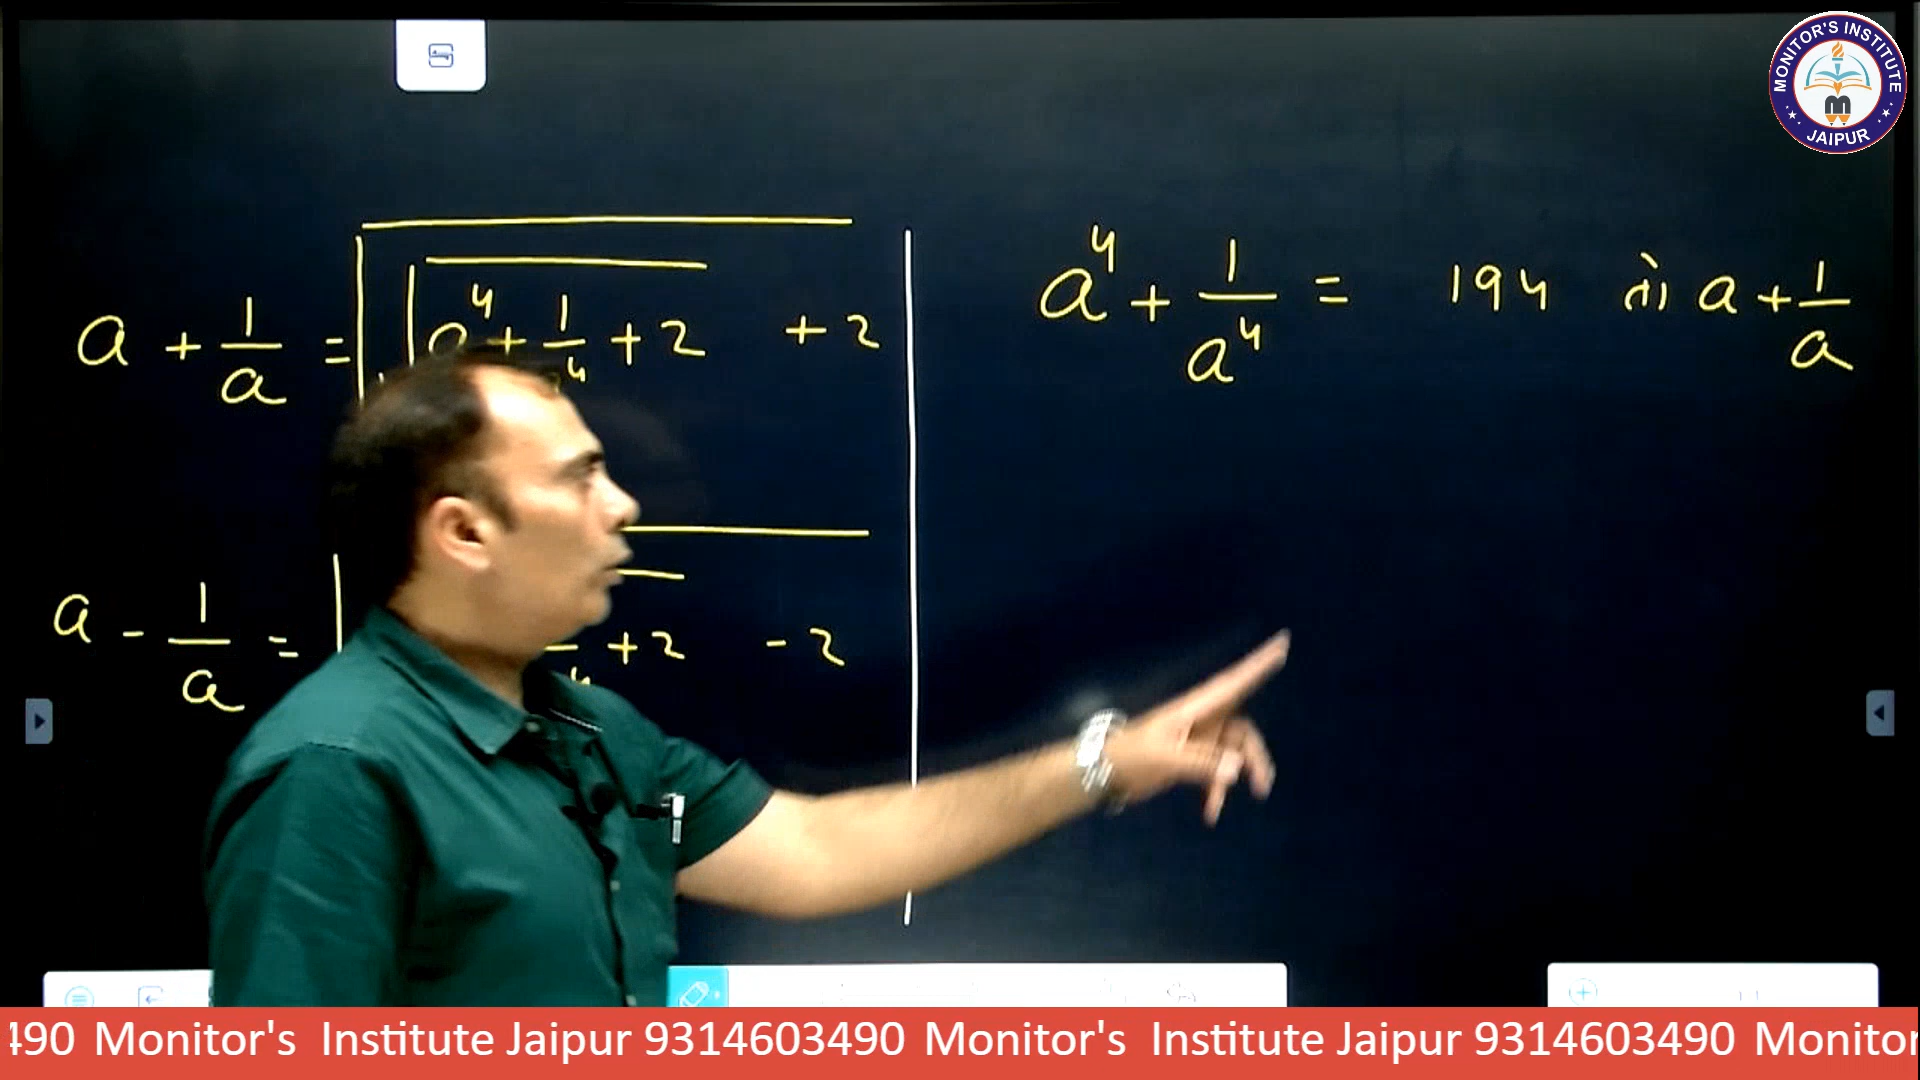 MONITOR'S INSTITUTE
JAIPUR
a + 1/a = √(√(a⁴ + 1/ ⁴ + 2) + 2)
a - 1/a = + 2 - 2
a⁴ + 1/a⁴ = 194 तो a + 1/a
490 Monitor's Institute Jaipur 9314603490 Monitor's Institute Jaipur 9314603490 Monitor